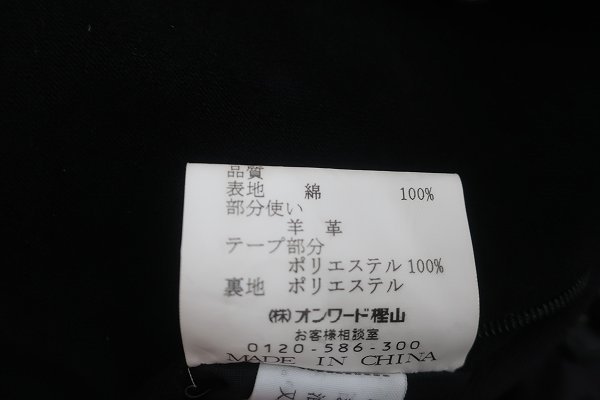 品質
表地 綿 100%
部分使い
羊 革
テープ部分
ポリエステル100%
裏地 ポリエステル
(株)オンワード樫山
お客様相談室
0120-586-300
MADE IN CHINA